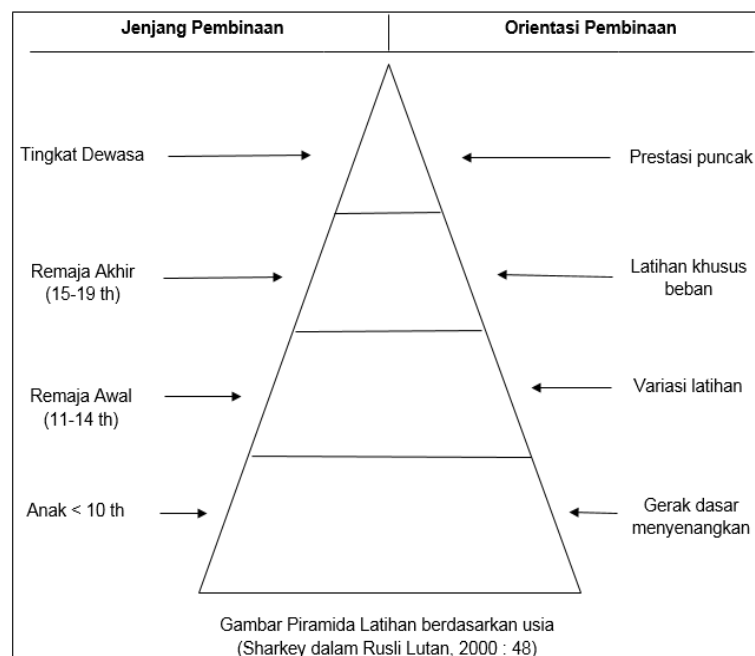 Jenjang Pembinaan
Orientasi Pembinaan
Tingkat Dewasa
Prestasi puncak
Remaja Akhir
(15-19 th)
Latihan khusus
beban
Remaja Awal
(11-14 th)
Variasi latihan
Anak < 10 th
Gerak dasar
menyenangkan
Gambar Piramida Latihan berdasarkan usia
(Sharkey dalam Rusli Lutan, 2000 : 48)